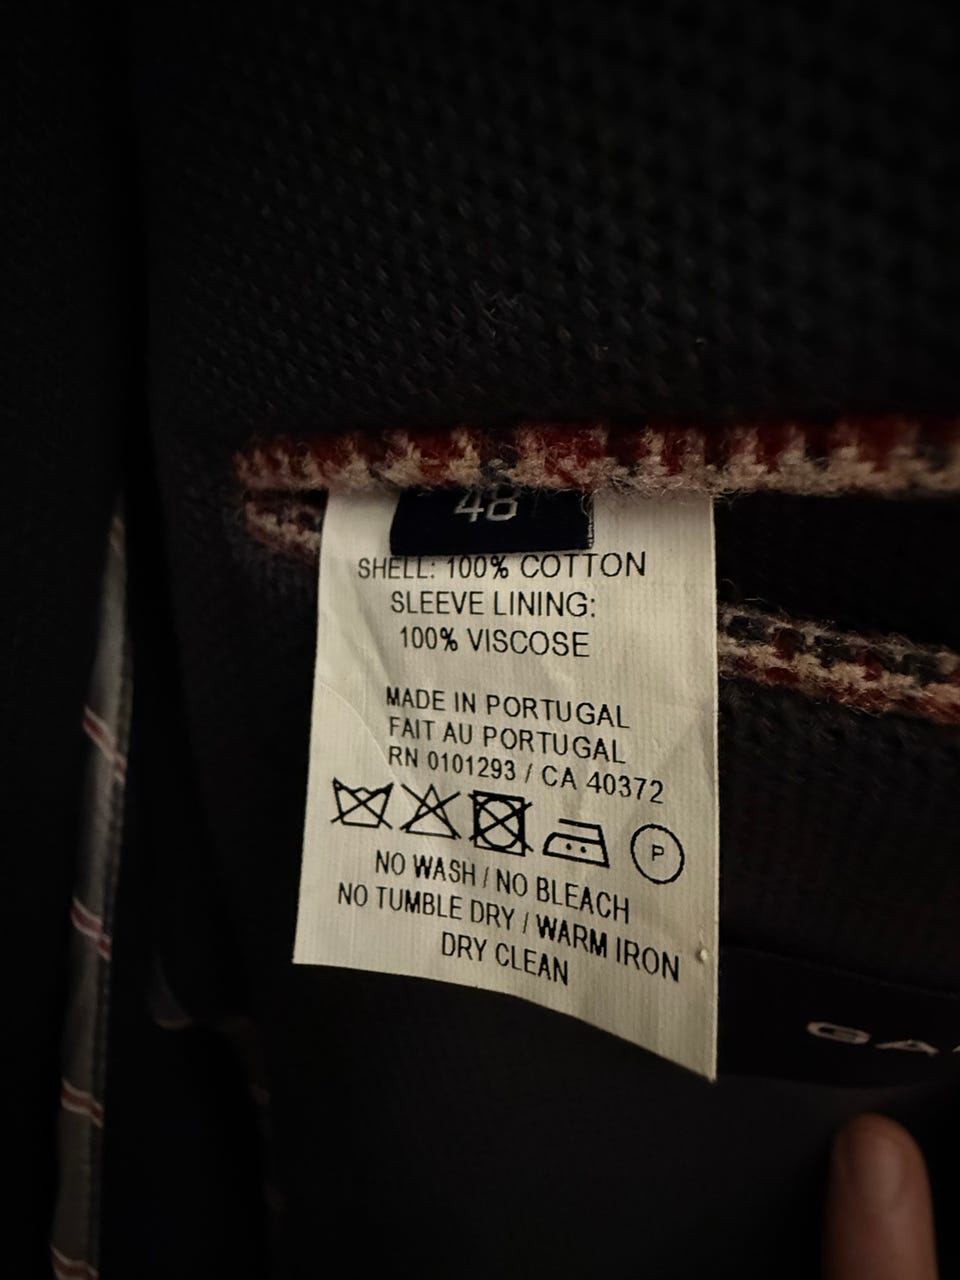 48
SHELL: 100% COTTON
SLEEVE LINING:
100% VISCOSE
MADE IN PORTUGAL
FAIT AU PORTUGAL
RN 0101293 / CA 40372
P
NO WASH / NO BLEACH
NO TUMBLE DRY / WARM IRON
DRY CLEAN